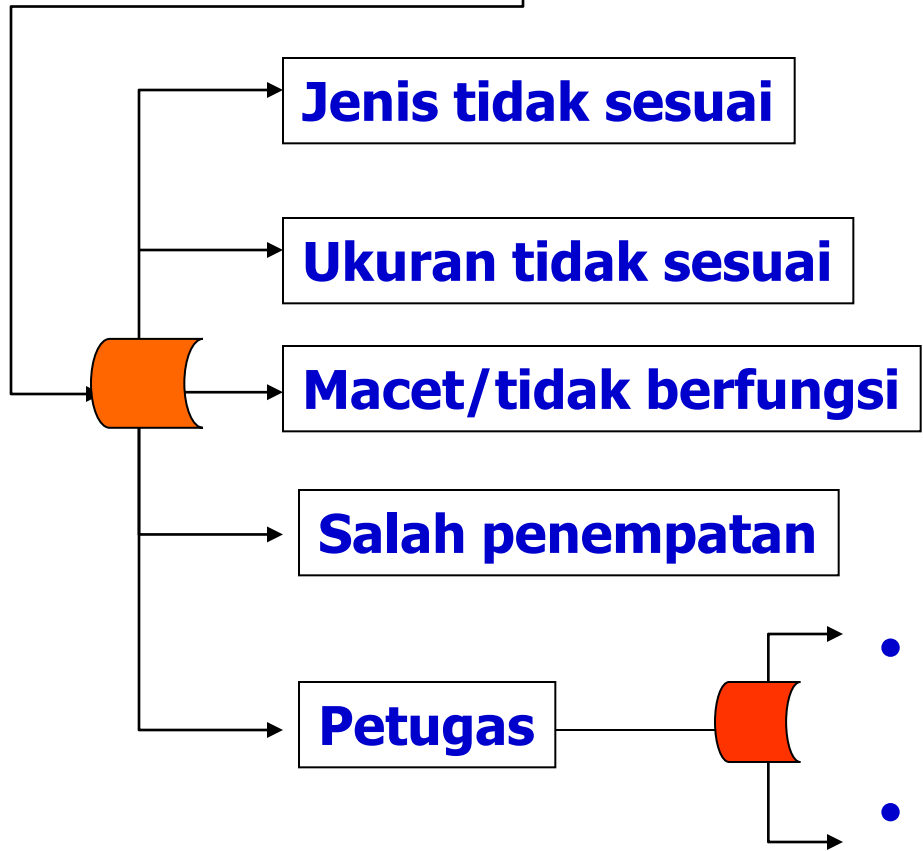 Jenis tidak sesuai
Ukuran tidak sesuai
Macet/tidak berfungsi
Salah penempatan
Petugas
•
•